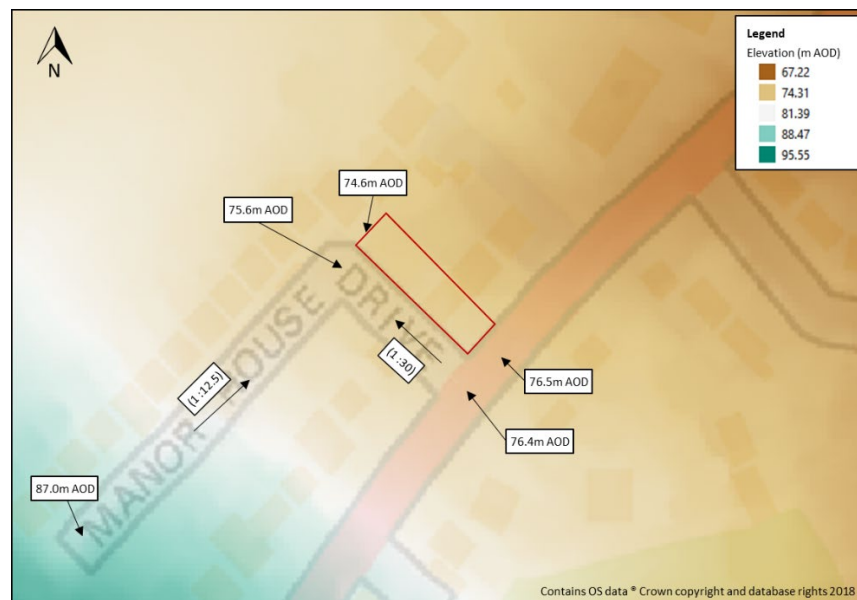 N
Legend
Elevation (m AOD)
67.22
74.31
81.39
88.47
95.55
74.6m AOD
75.6m AOD
MANOR HOUSE DRIVE
(1 :30)
(1 :12.5)
76.5m AOD
76.4m AOD
87.0m AOD
Contains OS data ® Crown copyright and database rights 2018